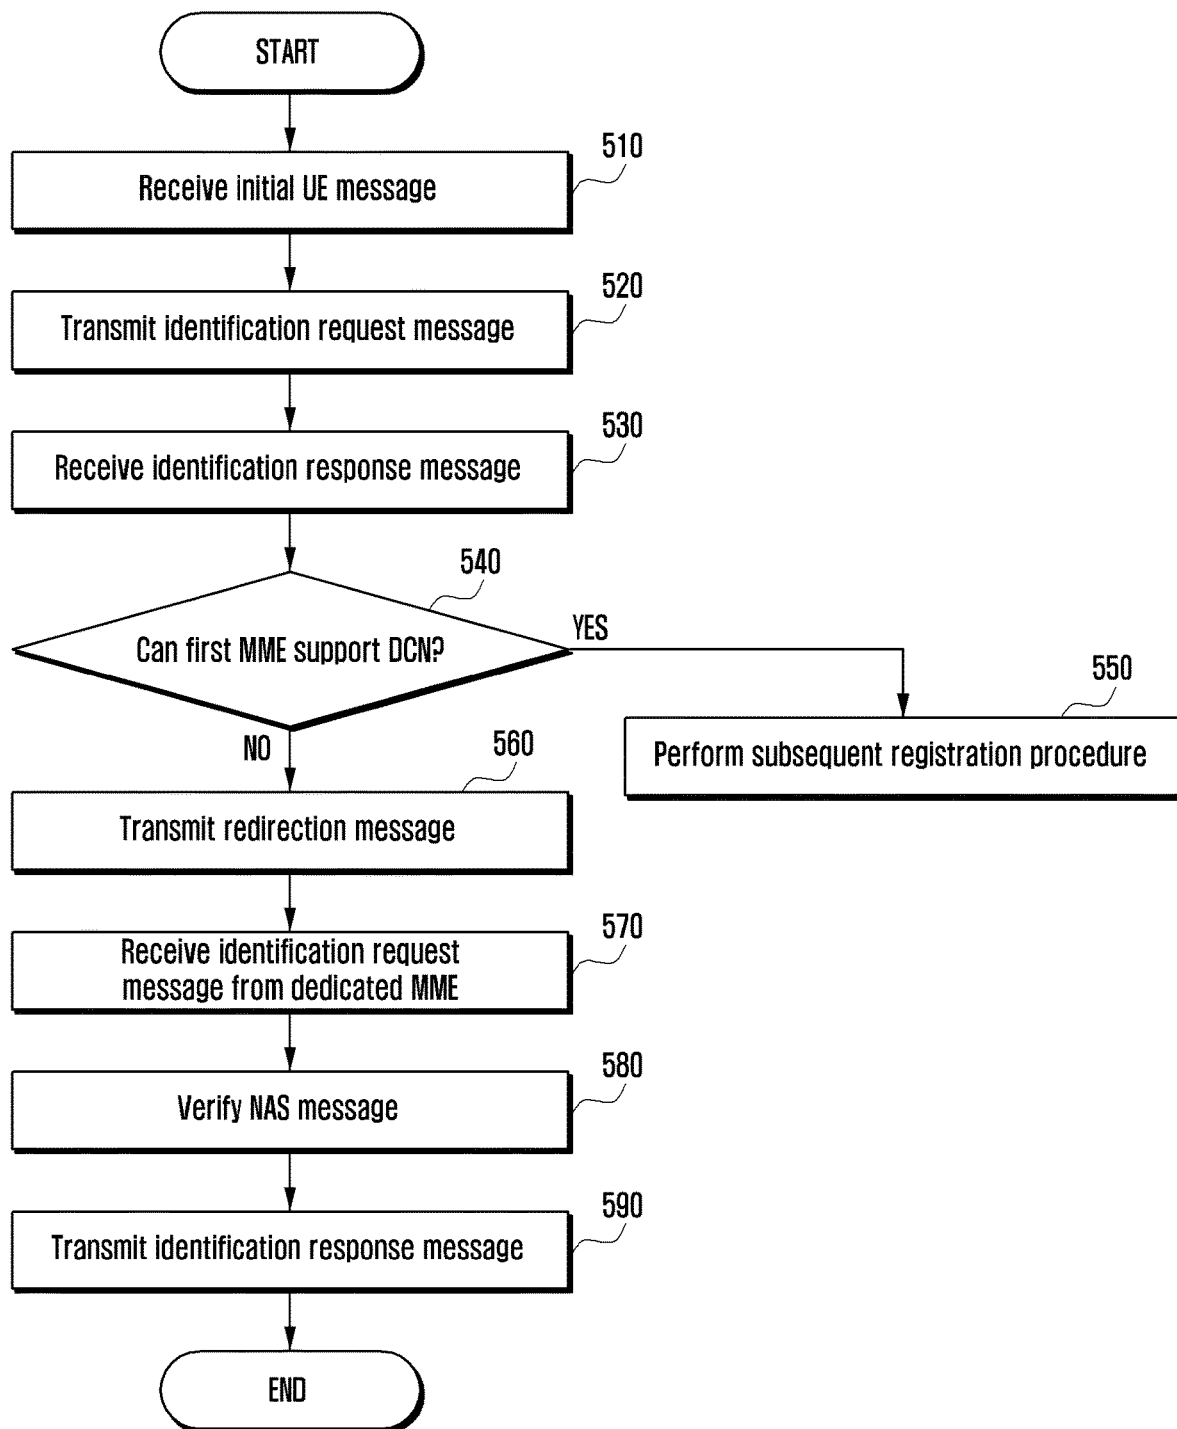 START
510
Receive initial UE message
520
Transmit identification request message
530
Receive identification response message
540
Can first MME support DCN?
YES
550
Perform subsequent registration procedure
NO
560
Transmit redirection message
570
Receive identification request
message from dedicated MME
580
Verify NAS message
590
Transmit identification response message
END